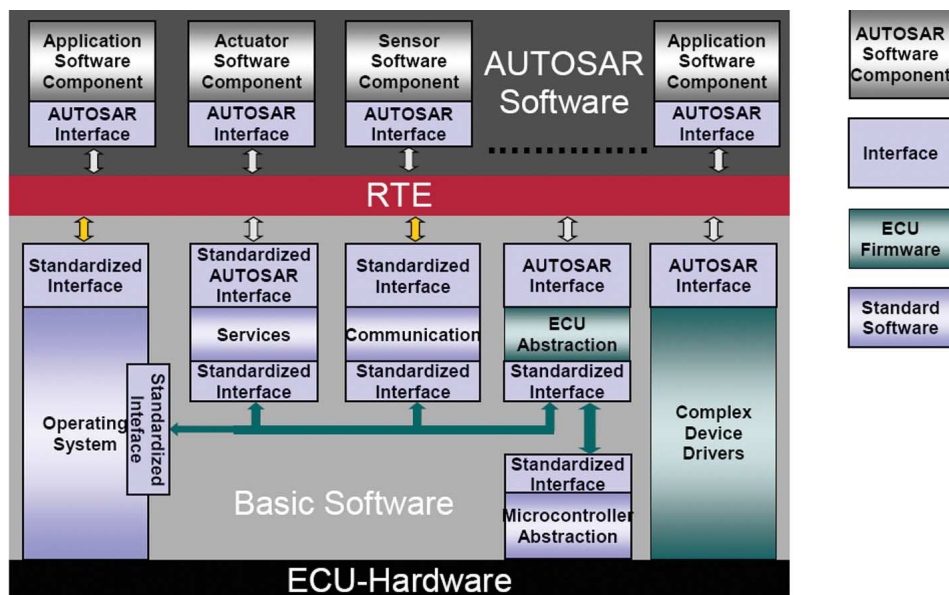 Application
Software
Component
AUTOSAR
Interface
Actuator
Software
Component
AUTOSAR
Interface
Sensor
Software
Component
AUTOSAR
Interface
AUTOSAR
Software
Application
Software
Component
AUTOSAR
Interface
RTE
Standardized
Interface
Operating
System
Standardized
Inteface
Standardized
AUTOSAR
Interface
Services
Standardized
Interface
Standardized
Interface
Communication
Standardized
Interface
AUTOSAR
Interface
ECU
Abstraction
Standardized
Interface
Standardized
Interface
Microcontroller
Abstraction
AUTOSAR
Interface
Complex
Device
Drivers
Basic Software
ECU-Hardware
AUTOSAR
Software
Component
Interface
ECU
Firmware
Standard
Software